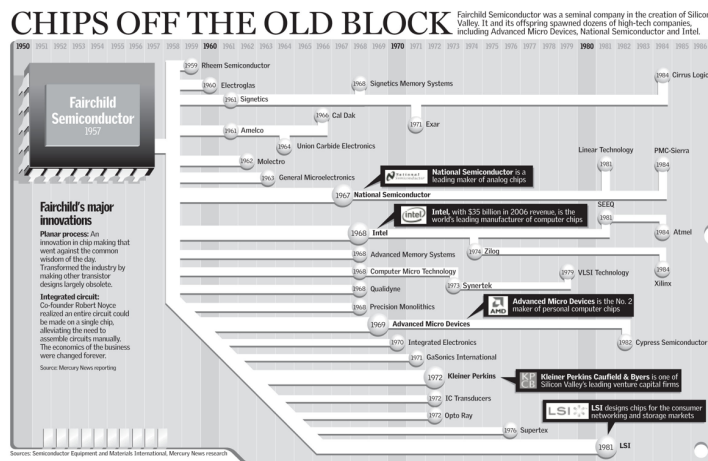 CHIPS OFF THE OLD BLOCK
Fairchild Semiconductor was a seminal company in the creation of Silicon
Valley. It and its offspring spawned dozens of high-tech companies,
including Advanced Micro Devices, National Semiconductor and Intel.
1950 1951 1952 1953 1954 1955 1956 1957 1958 1959 1960 1961 1962 1963 1964 1965 1966 1967 1968 1969 1970 1971 1972 1973 1974 1975 1976 1977 1978 1979 1980 1981 1982 1983 1984 1985 1986
Fairchild
Semiconductor
1957
1959 Rheem Semiconductor
1960 Electroglas
1968 Signetics Memory Systems
1984 Cirrus Logic
1961 Signetics
1966 Cal Dak
1971 Exar
1961 Amelco
1964 Union Carbide Electronics
1962 Molectro
Linear Technology
1981
PMC-Sierra
1984
1963 General Microelectronics
National
National Semiconductor is a
leading maker of analog chips
1967 National Semiconductor
SEEQ
1981
intel
Intel, with $35 billion in 2006 revenue, is the
world's leading manufacturer of computer chips
1968 Intel
1984 Atmel
1968 Advanced Memory Systems
1974 Zilog
1968 Computer Micro Technology
1979 VLSI Technology
1984
Xilinx
1968 Qualidyne
1973 Synertek
1968 Precision Monolithics
AMD
Advanced Micro Devices is the No. 2
maker of personal computer chips
1969 Advanced Micro Devices
1970 Integrated Electronics
1982 Cypress Semiconductor
1971 GaSonics International
1972 Kleiner Perkins
KP
CB
Kleiner Perkins Caufield & Byers is one of
Silicon Valley's leading venture capital firms
1972 IC Transducers
1972 Opto Ray
LSI
LSI designs chips for the consumer
networking and storage markets
1976 Supertex
1981 LSI
Fairchild's major
innovations
Planar process: An
innovation in chip making that
went against the common
wisdom of the day.
Transformed the industry by
making other transistor
designs largely obsolete.
Integrated circuit:
Co-founder Robert Noyce
realized an entire circuit could
be made on a single chip,
alleviating the need to
assemble circuits manually.
The economics of the business
were changed forever.
Source: Mercury News reporting
Sources: Semiconductor Equipment and Materials International, Mercury News research